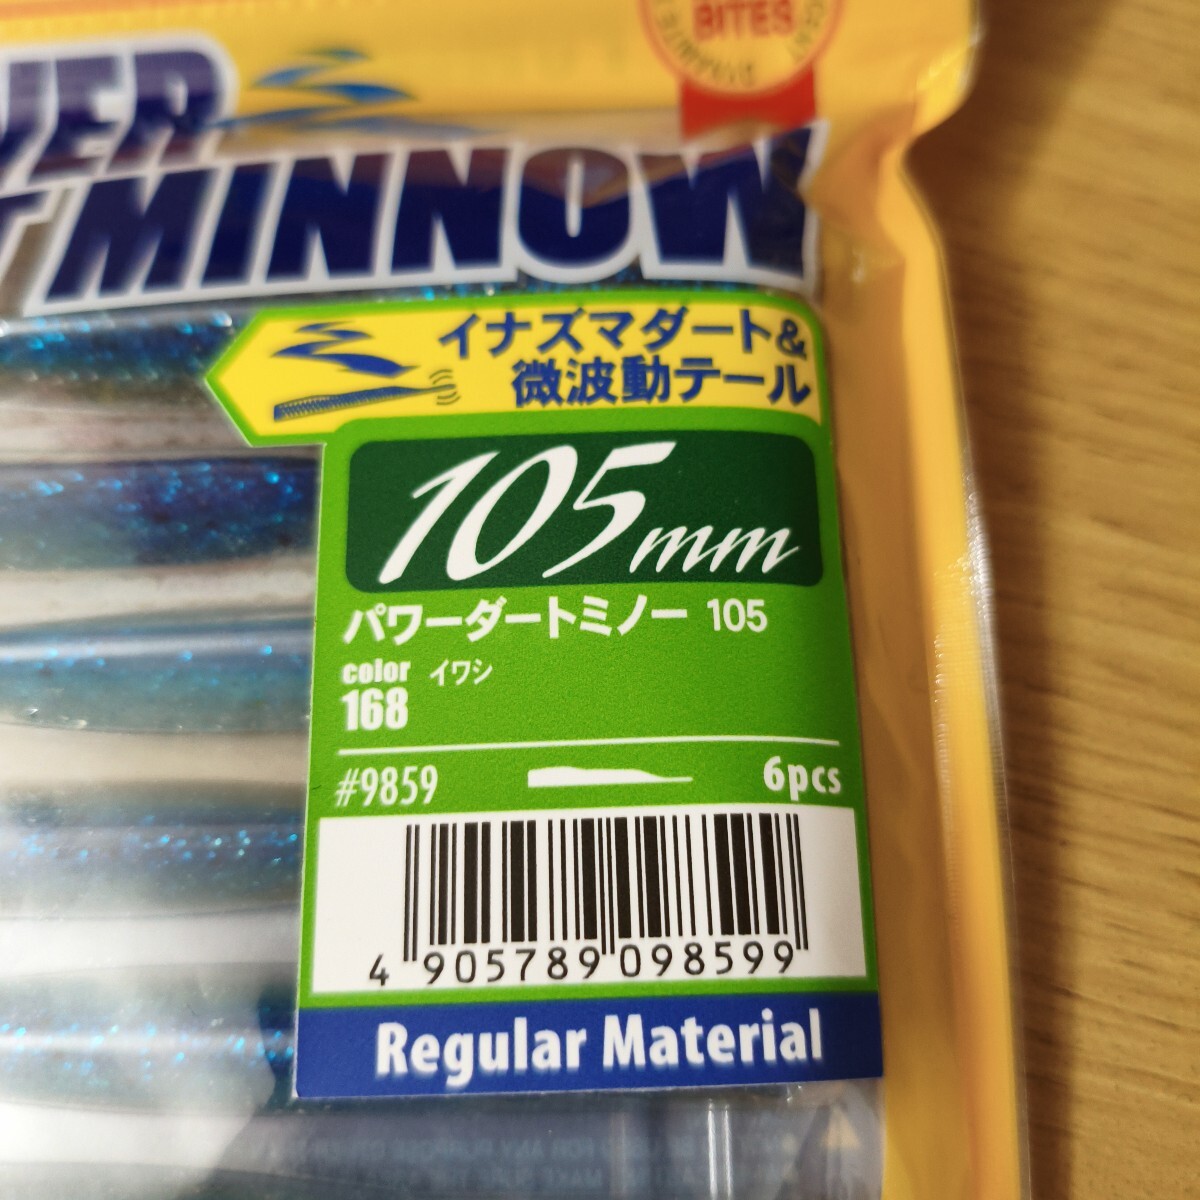 BITES
DYNAMITE
WER
T MINNOW
イナズマダート&
微波動テール
105mm
パワーダートミノー 105
color イワシ
168
#9859 6pcs
4 905789 098599
Regular Material